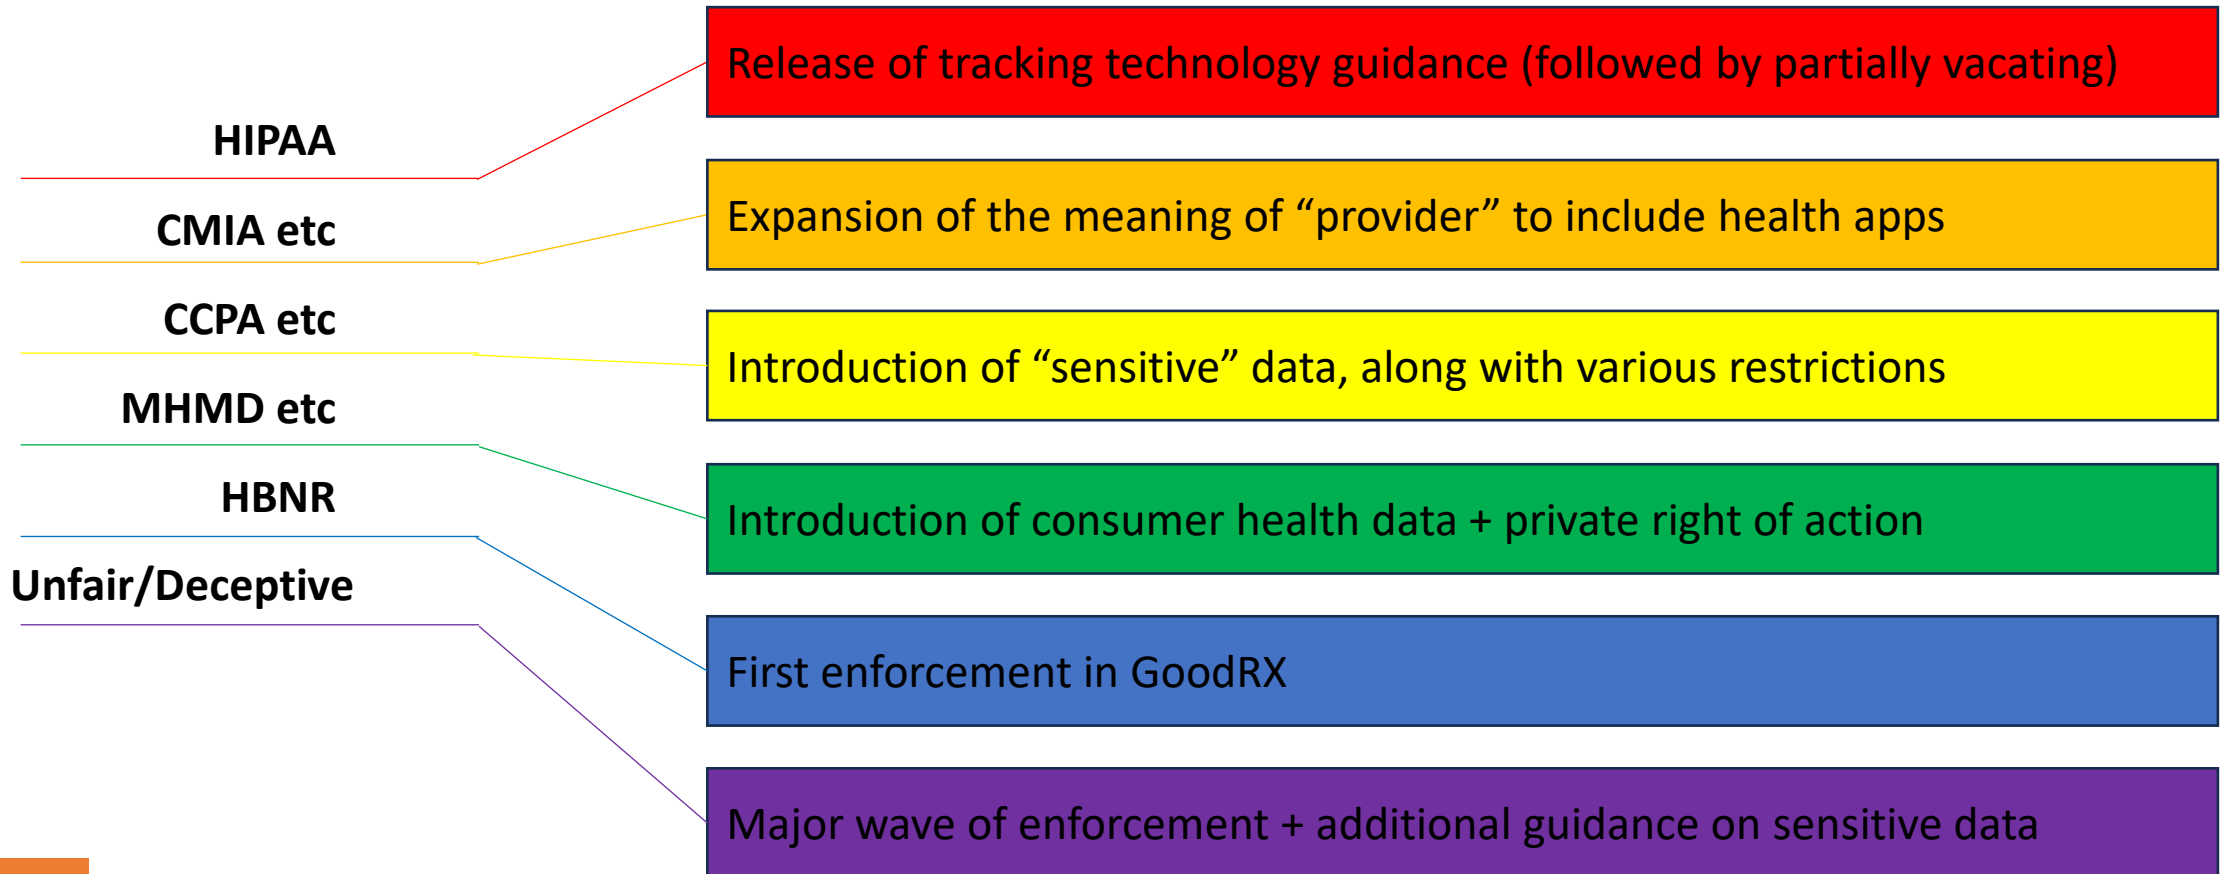 HIPAA
Release of tracking technology guidance (followed by partially vacating)
CMIA etc
Expansion of the meaning of “provider” to include health apps
CCPA etc
Introduction of “sensitive” data, along with various restrictions
MHMD etc
Introduction of consumer health data + private right of action
HBNR
First enforcement in GoodRX
Unfair/Deceptive
Major wave of enforcement + additional guidance on sensitive data